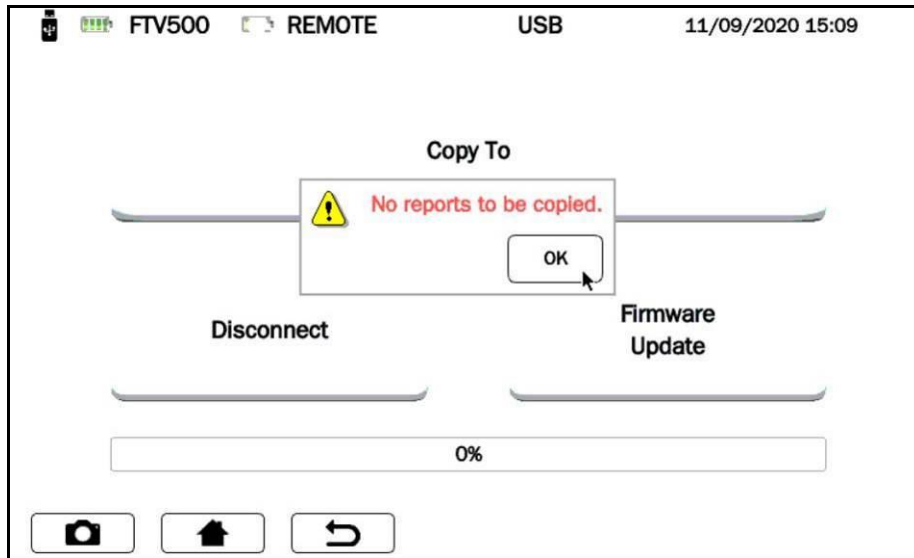 FTV500 REMOTE USB 11/09/2020 15:09
Copy To
No reports to be copied.
OK
Disconnect
Firmware
Update
0%